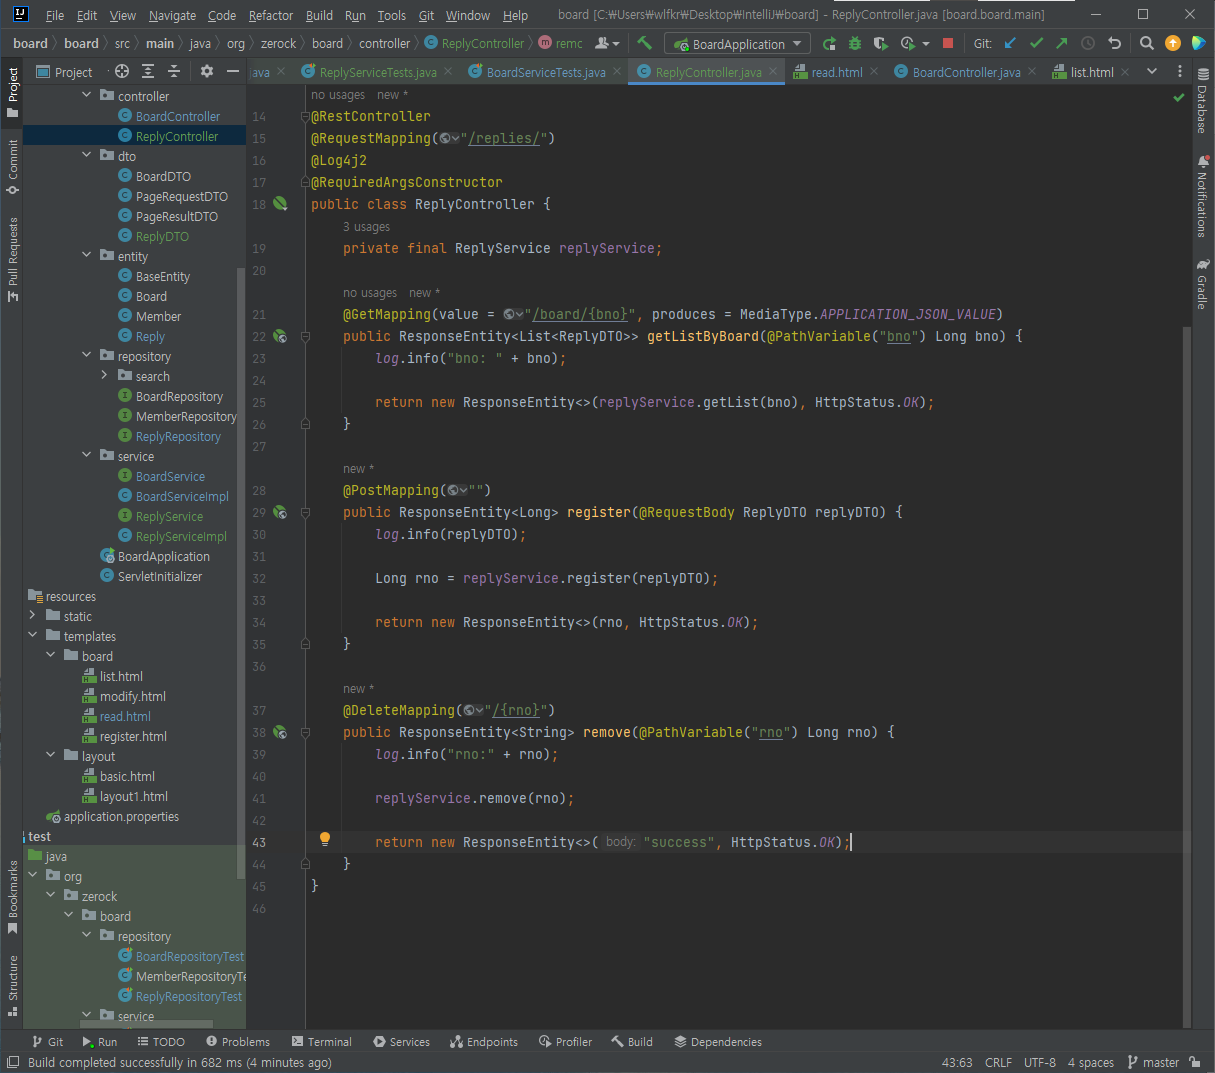 File Edit View Navigate Code Refactor Build Run Tools Git Window Help board [C:₩Users₩wlfkr₩Desktop₩IntelliJ₩board] - ReplyController.java [board.board.main]
board board src main java org zerock board controller ReplyController remo BoardApplication Git:
Project
ava ReplyServiceTests.java BoardServiceTests.java ReplyController.java read.html BoardController.java list.html
Project
Commit
Pull Requests
Bookmarks
Structure
controller
BoardController
ReplyController
dto
BoardDTO
PageRequestDTO
PageResultDTO
ReplyDTO
entity
BaseEntity
Board
Member
Reply
repository
search
BoardRepository
MemberRepository
ReplyRepository
service
BoardService
BoardServiceImpl
ReplyService
ReplyServiceImpl
BoardApplication
ServletInitializer
resources
static
templates
board
list.html
modify.html
read.html
register.html
layout
basic.html
layout1.html
application.properties
test
java
org
zerock
board
repository
BoardRepositoryTest
MemberRepositoryTe
ReplyRepositoryTest
service
no usages new *
14 @RestController
15 @RequestMapping("/replies/")
16 @Log4j2
17 @RequiredArgsConstructor
18 public class ReplyController {
3 usages
19 private final ReplyService replyService;
20
no usages new *
21 @GetMapping(value = "/board/{bno}", produces = MediaType.APPLICATION_JSON_VALUE)
22 public ResponseEntity<List<ReplyDTO>> getListByBoard(@PathVariable("bno") Long bno) {
23 log.info("bno: " + bno);
24
25 return new ResponseEntity<>(replyService.getList(bno), HttpStatus.OK);
26 }
27
new *
28 @PostMapping("")
29 public ResponseEntity<Long> register(@RequestBody ReplyDTO replyDTO) {
30 log.info(replyDTO);
31
32 Long rno = replyService.register(replyDTO);
33
34 return new ResponseEntity<>(rno, HttpStatus.OK);
35 }
36
new *
37 @DeleteMapping("/{rno}")
38 public ResponseEntity<String> remove(@PathVariable("rno") Long rno) {
39 log.info("rno:" + rno);
40
41 replyService.remove(rno);
42
43 return new ResponseEntity<>( body: "success", HttpStatus.OK);
44 }
45 }
46
Database
Notifications
Gradle
Git Run TODO Problems Terminal Services Endpoints Profiler Build Dependencies
Build completed successfully in 682 ms (4 minutes ago) 43:63 CRLF UTF-8 4 spaces master